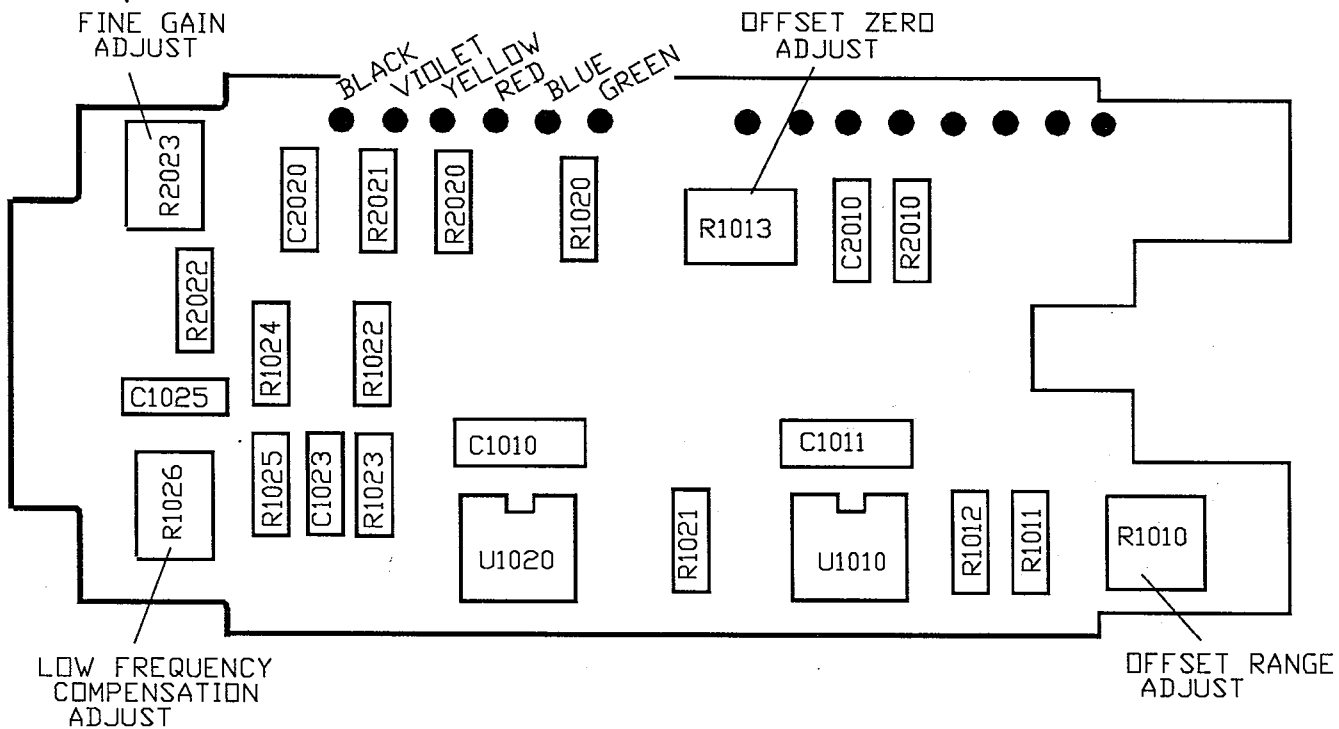 FINE GAIN
ADJUST
OFFSET ZERO
ADJUST
BLACK
VIOLET
YELLOW
RED
BLUE
GREEN
R2023
C2020
R2021
R2020
R1020
R1013
C2010
R2010
R2022
R1024
R1022
C1025
C1010
C1011
R1026
R1025
C1023
R1023
U1020
R1021
U1010
R1012
R1011
R1010
LOW FREQUENCY
COMPENSATION
ADJUST
OFFSET RANGE
ADJUST